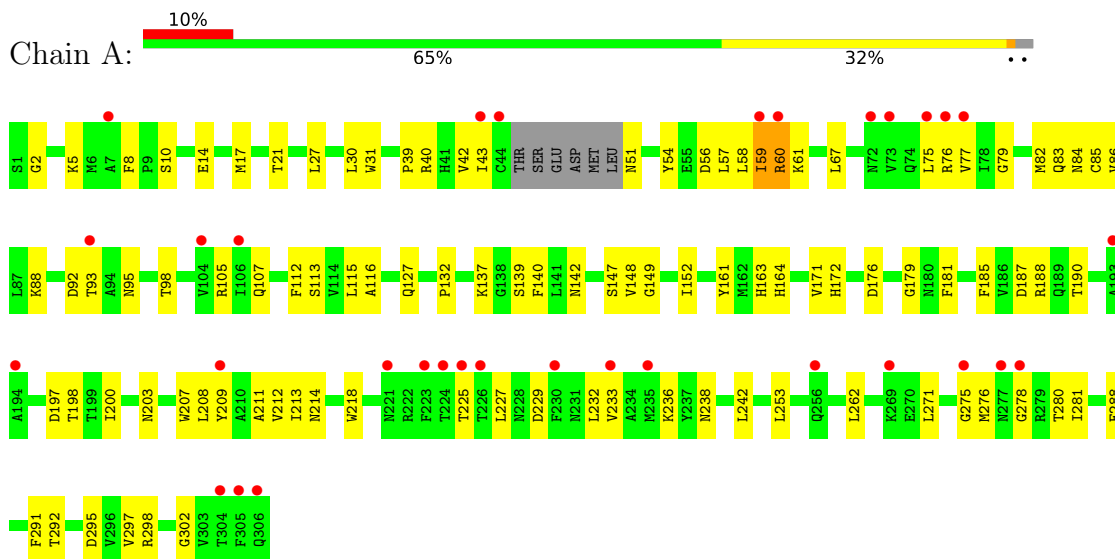 10%
Chain A:
65% 32% • •
S1 G2 K5 M6 A7 F8 P9 S10 E14 M17 T21 L27 L30 W31 P39 R40 H41 V42 I43 C44 THR SER GLU ASP MET LEU N51 Y54 E55 D56 L57 L58 I59 R60 K61 L67 N72 V73 Q74 L75 R76 V77 I78 G79 M82 Q83 N84 C85 V86
L87 K88 D92 T93 A94 N95 T98 V104 R105 I106 Q107 F112 S113 V114 L115 A116 Q127 P132 K137 G138 S139 F140 L141 N142 S147 V148 G149 I152 Y161 M162 H163 H164 V171 H172 D176 G179 N180 F181 F185 V186 D187 R188 Q189 T190 A193
A194 D197 T198 T199 I200 N203 W207 L208 Y209 A210 A211 V212 I213 N214 W218 N221 R222 F223 T224 T225 T226 L227 N228 D229 F230 N231 L232 V233 A234 M235 K236 Y237 N238 L242 L253 Q256 L262 K269 E270 L271 G275 M276 N277 G278 R279 T280 I281
F291 T292 D295 V296 V297 R298 G302 V303 T304 F305 Q306